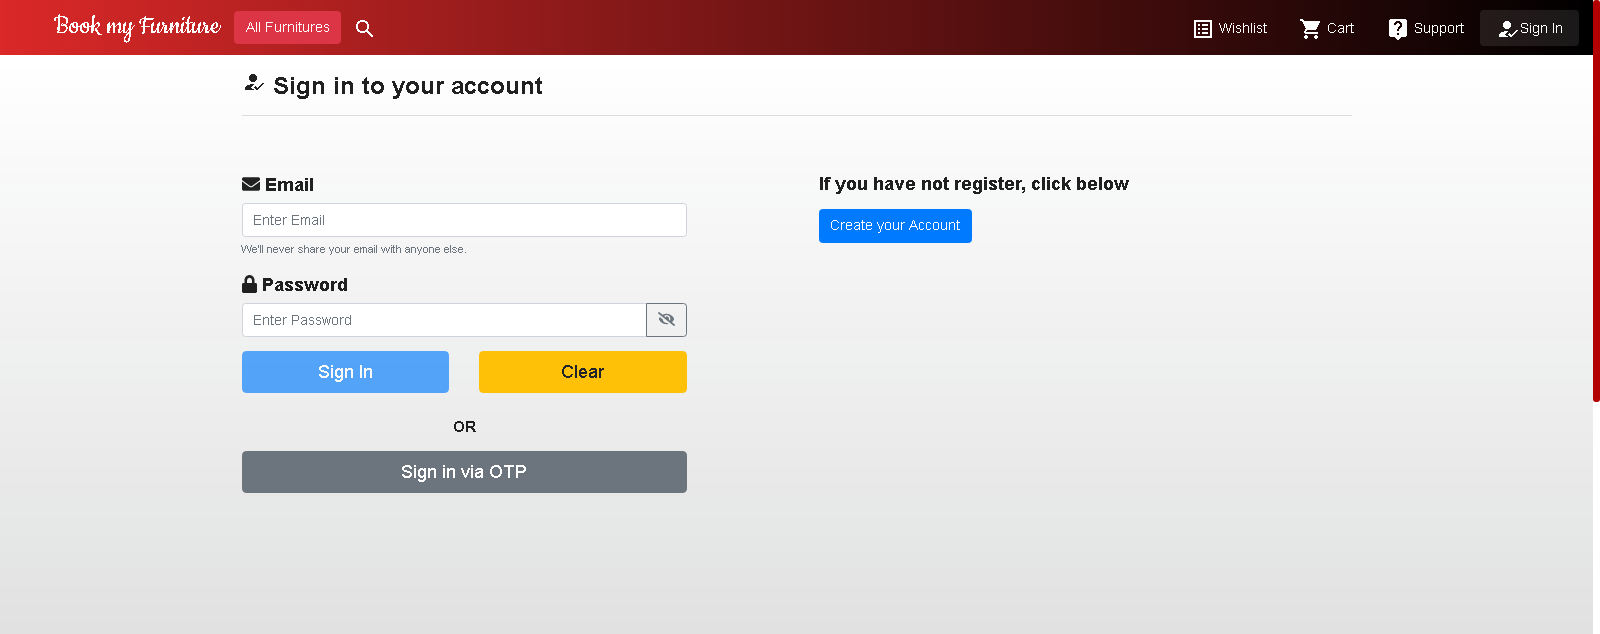 Book my Furniture All Furnitures Wishlist Cart Support Sign In
Sign in to your account
Email
Enter Email
We'll never share your email with anyone else.
Password
Enter Password
Sign In Clear
OR
Sign in via OTP
If you have not register, click below
Create your Account